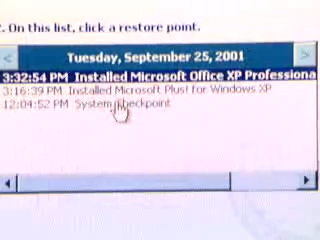 . On this list, click a restore point.
< Tuesday, September 25, 2001 >
3:32:54 PM Installed Microsoft Office XP Professiona
3:16:39 PM Installed Microsoft Plus! for Windows XP
12:04:52 PM System Checkpoint